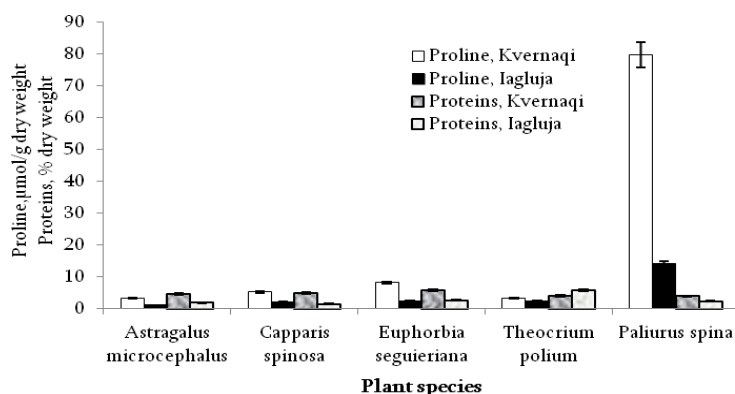 90
80
70
60
50
40
30
20
10
0
Proline,µmol/g dry weight
Proteins, % dry weight
Proline, Kvernaqi
Proline, Iagluja
Proteins, Kvernaqi
Proteins, Iagluja
Astragalus
microcephalus
Capparis
spinosa
Euphorbia
seguieriana
Theocrium
polium
Paliurus spina
Plant species